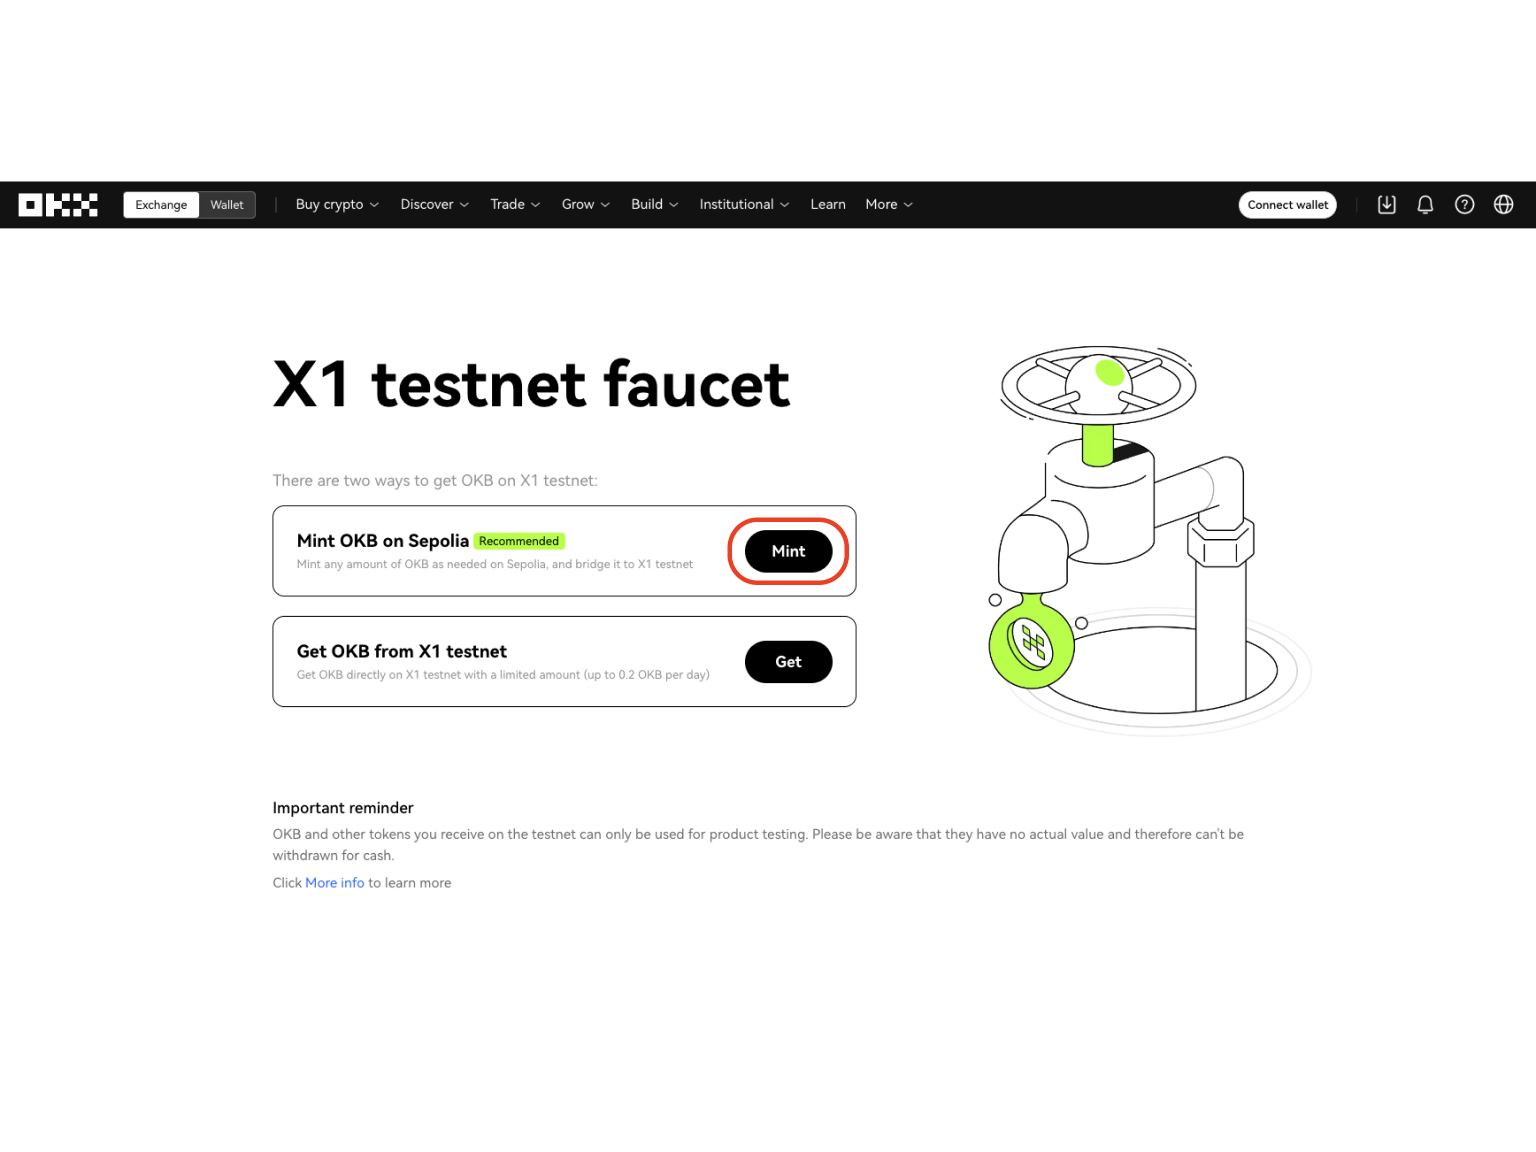 OKX Exchange Wallet Buy crypto Discover Trade Grow Build Institutional Learn More Connect wallet
X1 testnet faucet
There are two ways to get OKB on X1 testnet:
Mint OKB on Sepolia Recommended
Mint any amount of OKB as needed on Sepolia, and bridge it to X1 testnet
Mint
Get OKB from X1 testnet
Get OKB directly on X1 testnet with a limited amount (up to 0.2 OKB per day)
Get
Important reminder
OKB and other tokens you receive on the testnet can only be used for product testing. Please be aware that they have no actual value and therefore can't be
withdrawn for cash.
Click More info to learn more